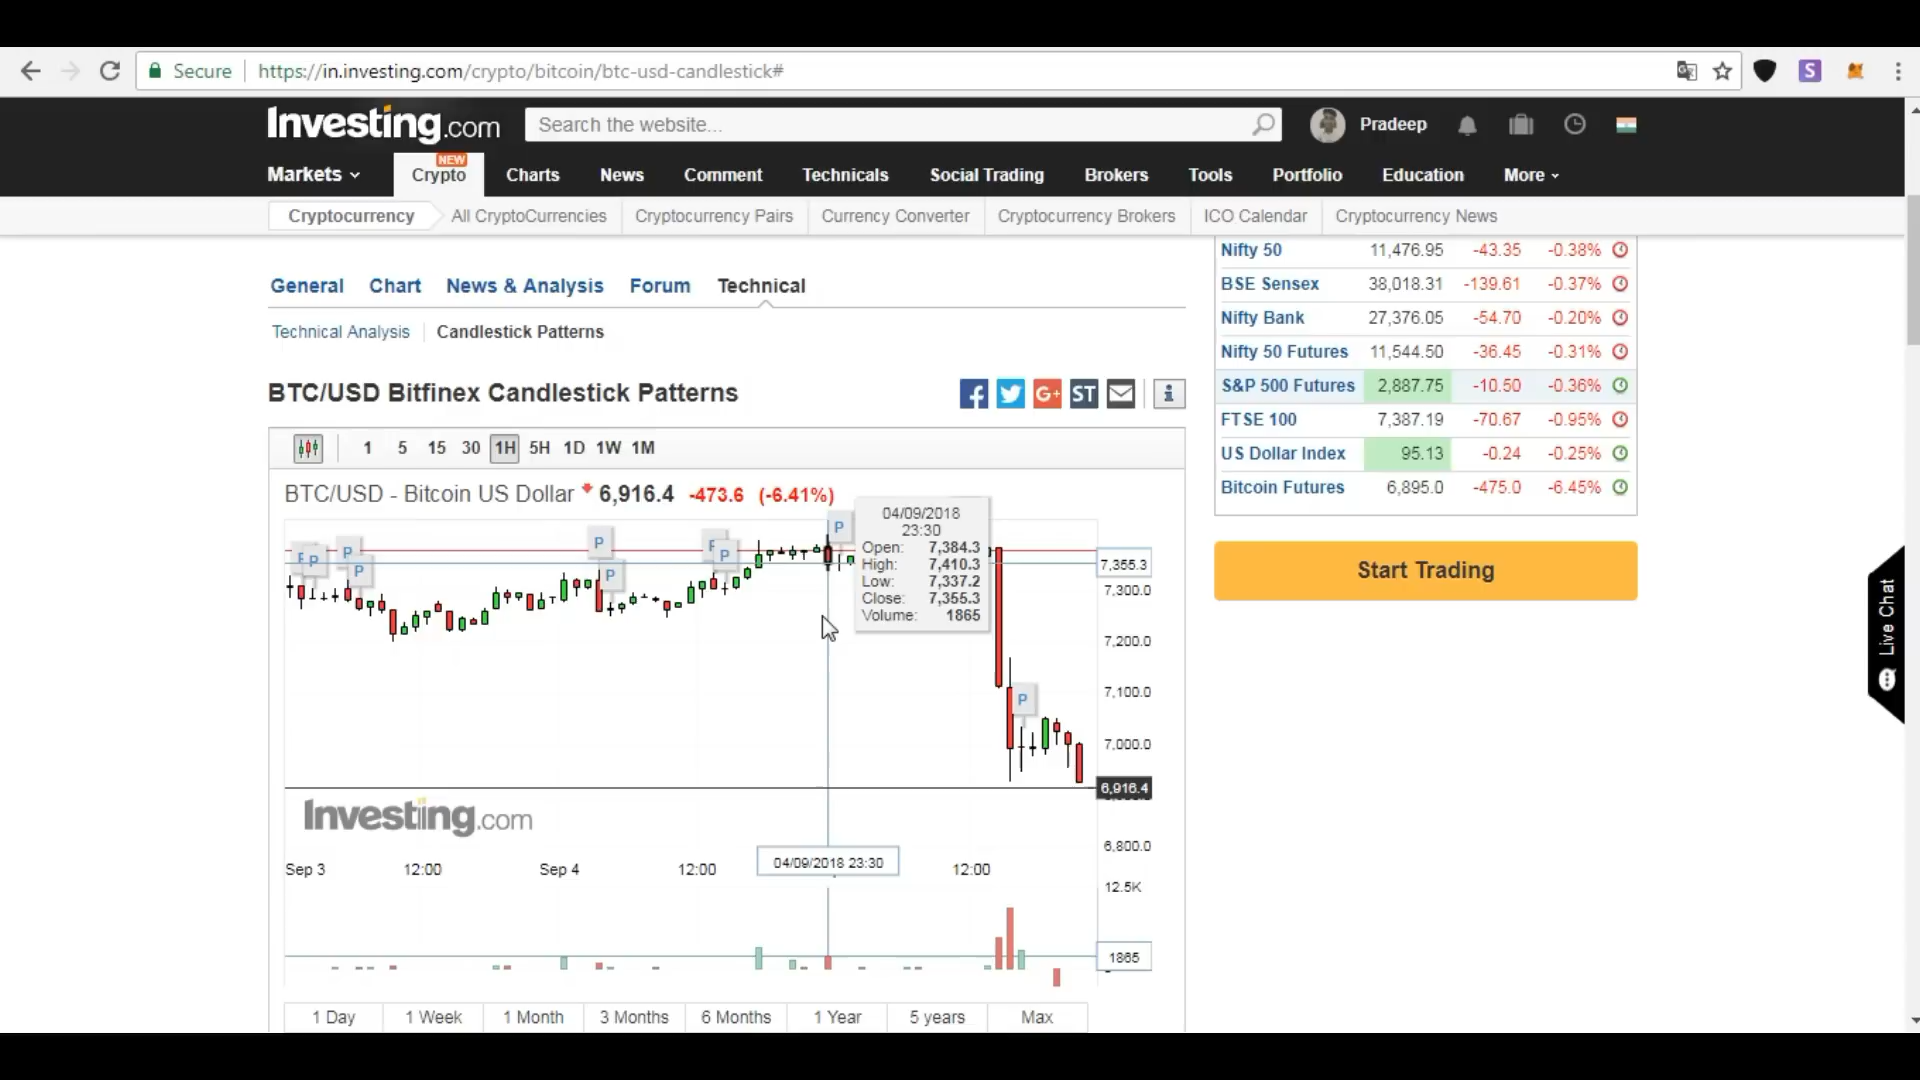 Secure https://in.investing.com/crypto/bitcoin/btc-usd-candlestick#
Investing.com Search the website... Pradeep
NEW
Markets Crypto Charts News Comment Technicals Social Trading Brokers Tools Portfolio Education More
Cryptocurrency All CryptoCurrencies Cryptocurrency Pairs Currency Converter Cryptocurrency Brokers ICO Calendar Cryptocurrency News
General Chart News & Analysis Forum Technical
Technical Analysis Candlestick Patterns
BTC/USD Bitfinex Candlestick Patterns
G+ ST i
1 5 15 30 1H 5H 1D 1W 1M
BTC/USD - Bitcoin US Dollar 6,916.4 -473.6 (-6.41%)
P P P P P P P P P P
04/09/2018
23:30
Open: 7,384.3
High: 7,410.3
Low: 7,337.2
Close: 7,355.3
Volume: 1865
7,355.3
7,300.0
7,200.0
7,100.0
7,000.0
6,916.4
6,800.0
Investing.com
Sep 3 12:00 Sep 4 12:00 04/09/2018 23:30 12:00
12.5K
1865
1 Day 1 Week 1 Month 3 Months 6 Months 1 Year 5 years Max
Nifty 50 11,476.95 -43.35 -0.38%
BSE Sensex 38,018.31 -139.61 -0.37%
Nifty Bank 27,376.05 -54.70 -0.20%
Nifty 50 Futures 11,544.50 -36.45 -0.31%
S&P 500 Futures 2,887.75 -10.50 -0.36%
FTSE 100 7,387.19 -70.67 -0.95%
US Dollar Index 95.13 -0.24 -0.25%
Bitcoin Futures 6,895.0 -475.0 -6.45%
Start Trading
Live Chat